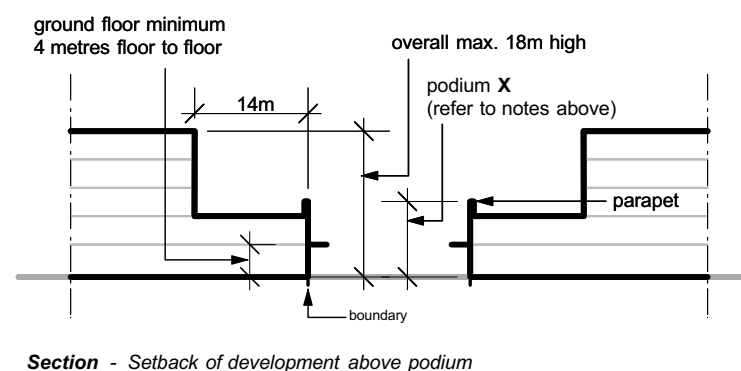 ground floor minimum
4 metres floor to floor
overall max. 18m high
podium X
(refer to notes above)
14m
parapet
boundary
Section - Setback of development above podium